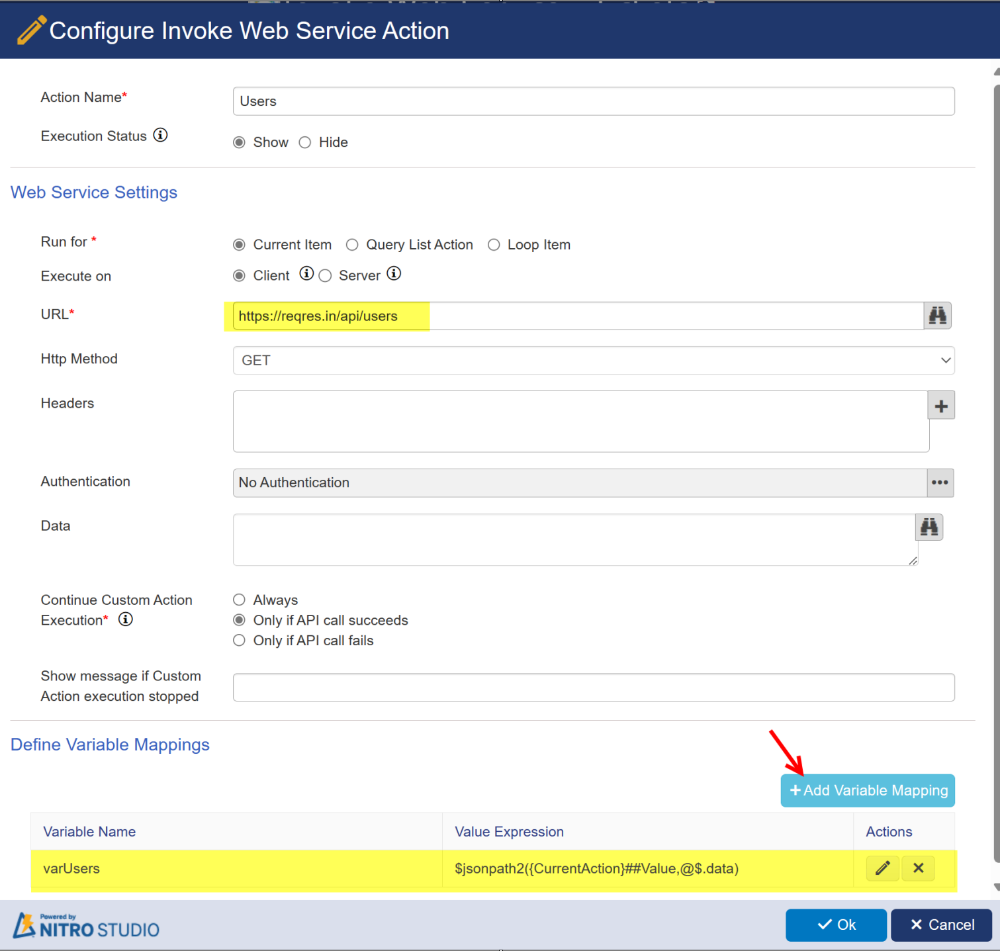 Configure Invoke Web Service Action
Action Name*
Users
Execution Status
Show Hide
Web Service Settings
Run for *
Current Item Query List Action Loop Item
Execute on
Client Server
URL*
https://reqres.in/api/users
Http Method
GET
Headers
Authentication
No Authentication
Data
Continue Custom Action
Execution*
Always
Only if API call succeeds
Only if API call fails
Show message if Custom
Action execution stopped
Define Variable Mappings
+ Add Variable Mapping
Variable Name Value Expression Actions
varUsers $jsonpath2({CurrentAction}##Value,@$.data)
Powered by
NITRO STUDIO
Ok Cancel